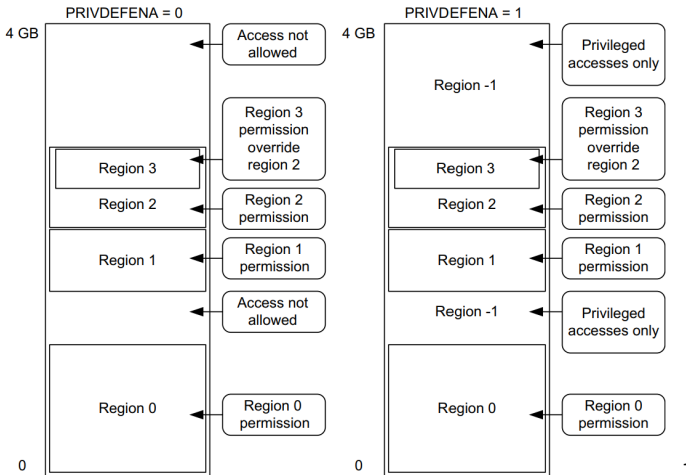 PRIVDEFENA = 0
4 GB
Access not
allowed
Region 3
permission
override
region 2
Region 3
Region 2
Region 2
permission
Region 1
Region 1
permission
Access not
allowed
Region 0
Region 0
permission
0
PRIVDEFENA = 1
4 GB
Privileged
accesses only
Region -1
Region 3
permission
override
region 2
Region 3
Region 2
Region 2
permission
Region 1
Region 1
permission
Region -1
Privileged
accesses only
Region 0
Region 0
permission
0